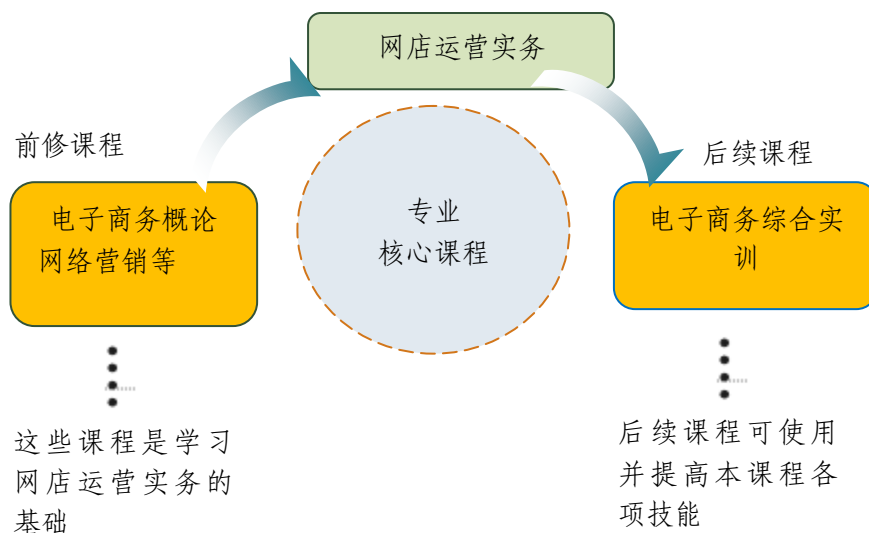 网店运营实务
前修课程
后续课程
电子商务概论
网络营销等
专业
核心课程
电子商务综合实
训
这些课程是学习
网店运营实务的
基础
后续课程可使用
并提高本课程各
项技能